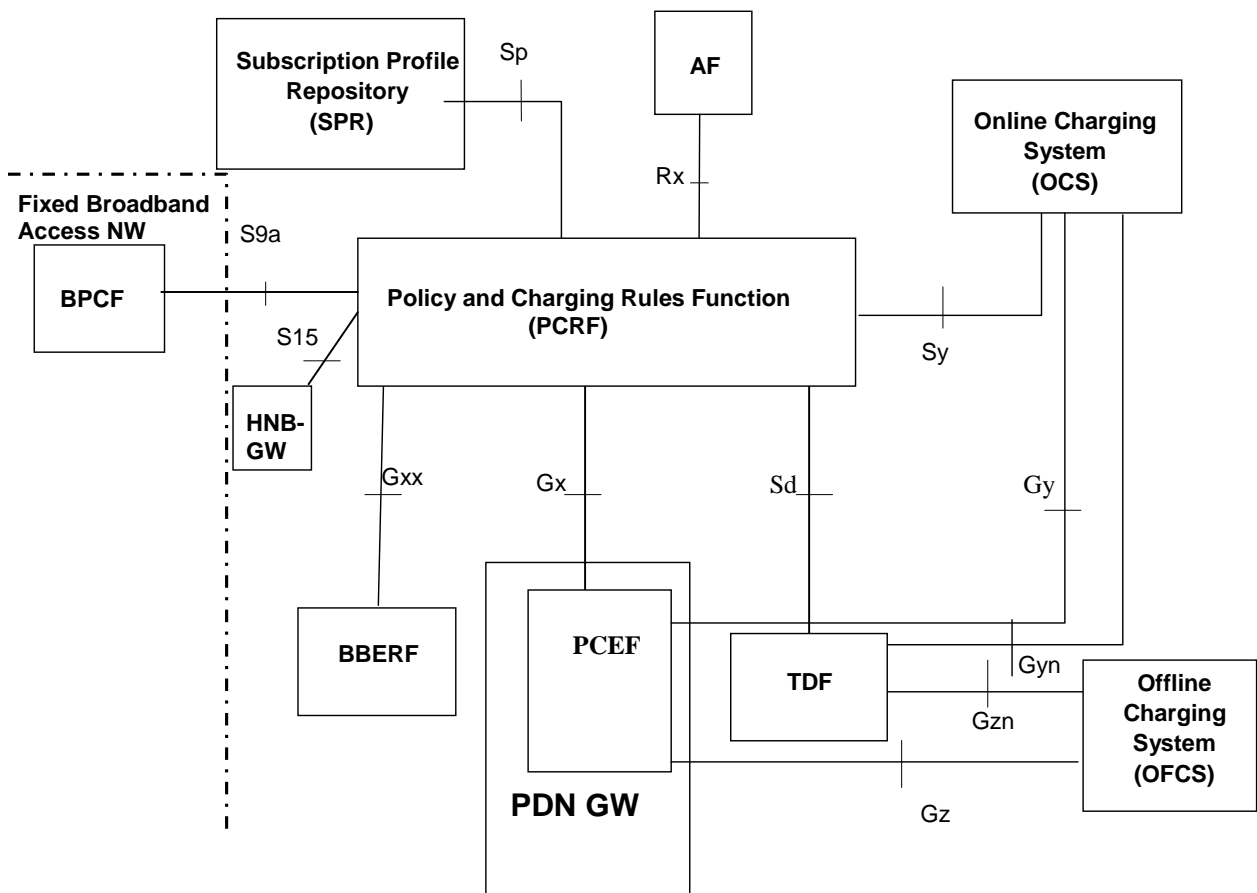 Subscription Profile
Repository
(SPR)
Sp
AF
Online Charging
System
(OCS)
Rx
Fixed Broadband
Access NW
S9a
BPCF
Policy and Charging Rules Function
(PCRF)
S15
Sy
HNB-
GW
Gxx
Gx
Sd
Gy
BBERF
PCEF
TDF
Gyn
Gzn
Offline
Charging
System
(OFCS)
PDN GW
Gz